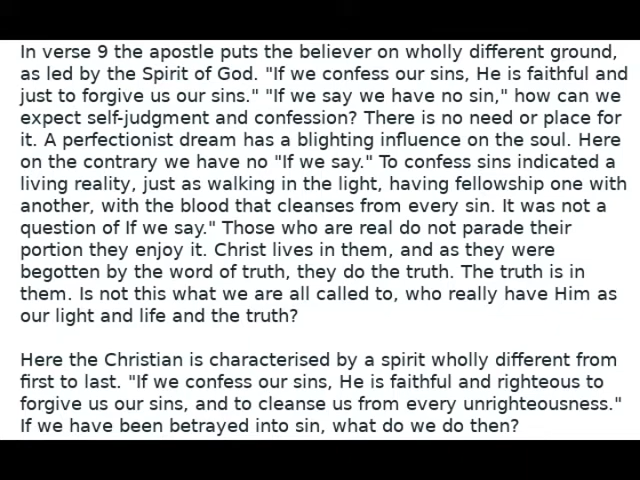 In verse 9 the apostle puts the believer on wholly different ground,
as led by the Spirit of God. "If we confess our sins, He is faithful and
just to forgive us our sins." "If we say we have no sin," how can we
expect self-judgment and confession? There is no need or place for
it. A perfectionist dream has a blighting influence on the soul. Here
on the contrary we have no "If we say." To confess sins indicated a
living reality, just as walking in the light, having fellowship one with
another, with the blood that cleanses from every sin. It was not a
question of If we say." Those who are real do not parade their
portion they enjoy it. Christ lives in them, and as they were
begotten by the word of truth, they do the truth. The truth is in
them. Is not this what we are all called to, who really have Him as
our light and life and the truth?

Here the Christian is characterised by a spirit wholly different from
first to last. "If we confess our sins, He is faithful and righteous to
forgive us our sins, and to cleanse us from every unrighteousness."
If we have been betrayed into sin, what do we do then?